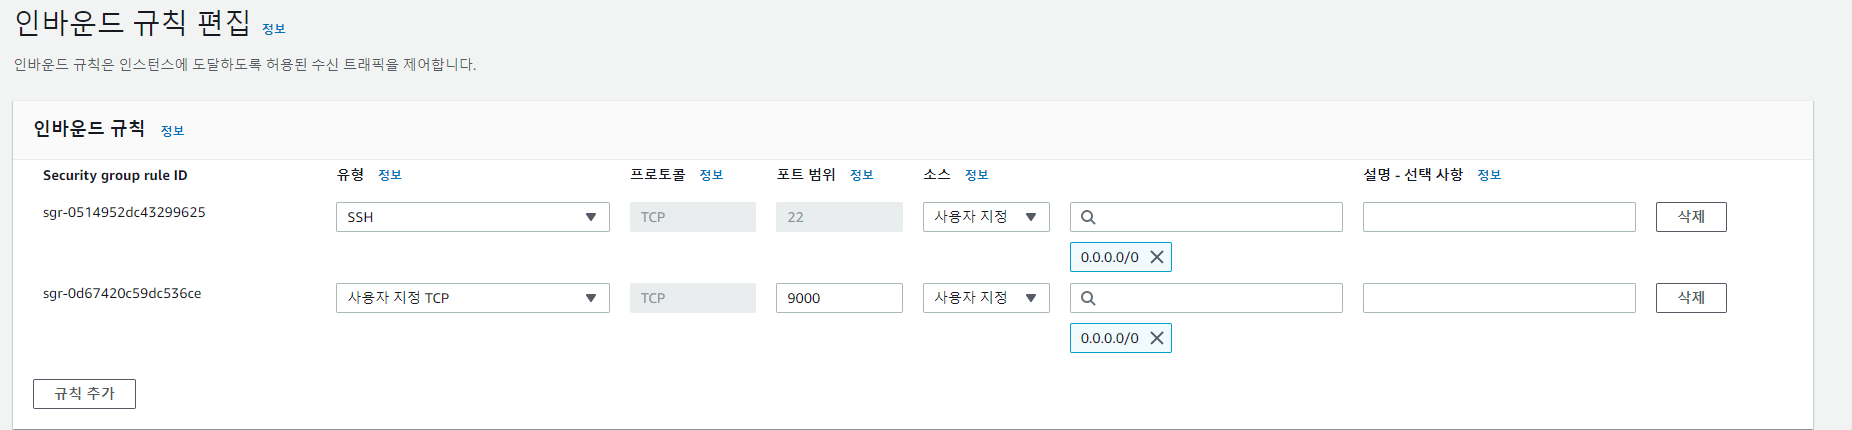 인바운드 규칙 편집 정보
인바운드 규칙은 인스턴스에 도달하도록 허용된 수신 트래픽을 제어합니다.
인바운드 규칙 정보
Security group rule ID 유형 정보 프로토콜 정보 포트 범위 정보 소스 정보 설명 - 선택 사항 정보
sgr-0514952dc43299625 SSH TCP 22 사용자 지정 삭제
0.0.0.0/0
sgr-0d67420c59dc536ce 사용자 지정 TCP TCP 9000 사용자 지정 삭제
0.0.0.0/0
규칙 추가